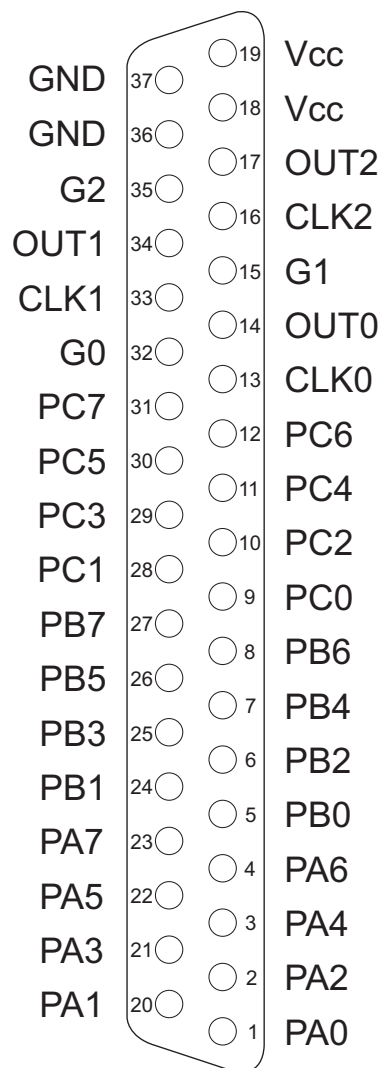 19 Vcc
GND 37
18 Vcc
GND 36
17 OUT2
G2 35
16 CLK2
OUT1 34
15 G1
CLK1 33
14 OUT0
G0 32
13 CLK0
PC7 31
12 PC6
PC5 30
11 PC4
PC3 29
10 PC2
PC1 28
9 PC0
PB7 27
8 PB6
PB5 26
7 PB4
PB3 25
6 PB2
PB1 24
5 PB0
PA7 23
4 PA6
PA5 22
3 PA4
PA3 21
2 PA2
PA1 20
1 PA0